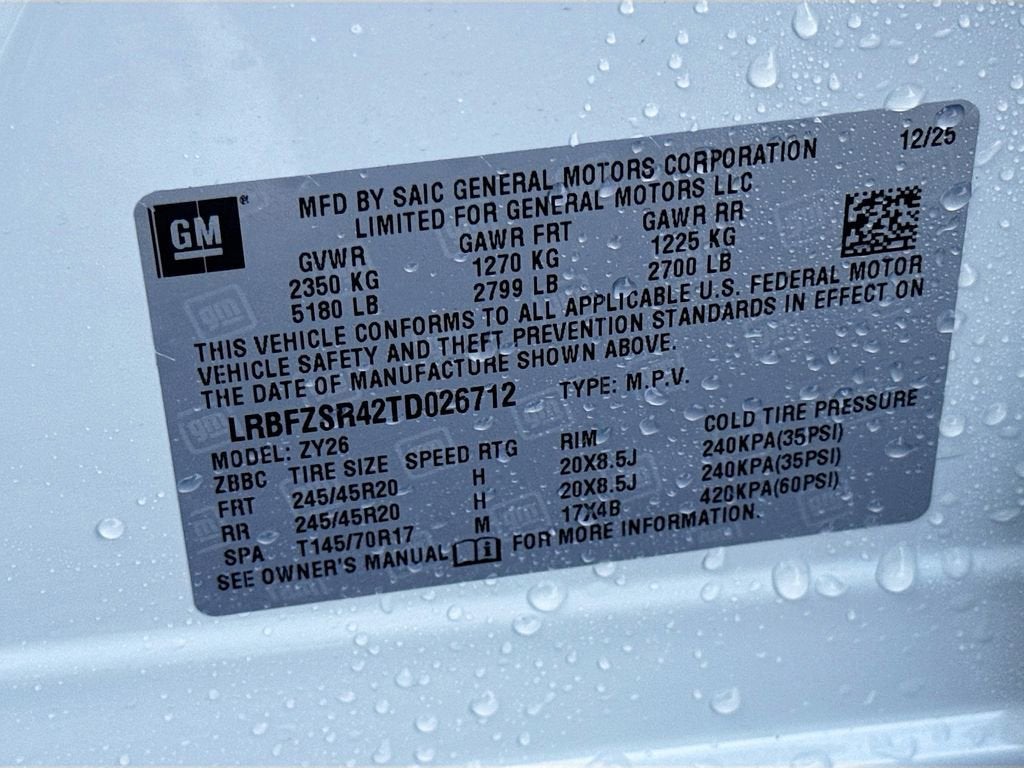 12/25
GM®
MFD BY SAIC GENERAL MOTORS CORPORATION
LIMITED FOR GENERAL MOTORS LLC
GVWR GAWR FRT GAWR RR
2350 KG 1270 KG 1225 KG
5180 LB 2799 LB 2700 LB
THIS VEHICLE CONFORMS TO ALL APPLICABLE U.S. FEDERAL MOTOR
VEHICLE SAFETY AND THEFT PREVENTION STANDARDS IN EFFECT ON
THE DATE OF MANUFACTURE SHOWN ABOVE.
LRBFZSR42TD026712 TYPE: M.P.V.
MODEL: ZY26
ZBBC TIRE SIZE SPEED RTG RIM COLD TIRE PRESSURE
FRT 245/45R20 H 20X8.5J 240KPA(35PSI)
RR 245/45R20 H 20X8.5J 240KPA(35PSI)
SPA T145/70R17 M 17X4B 420KPA(60PSI)
SEE OWNER'S MANUAL FOR MORE INFORMATION.